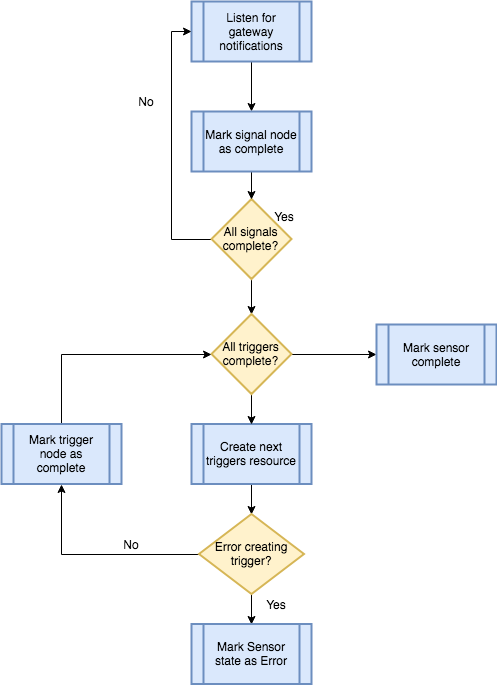 Listen for
gateway
notifications
No
Mark signal node
as complete
Yes
All signals
complete?
All triggers
complete?
Mark sensor
complete
Mark trigger
node as
complete
Create next
triggers resource
No
Error creating
trigger?
Yes
Mark Sensor
state as Error